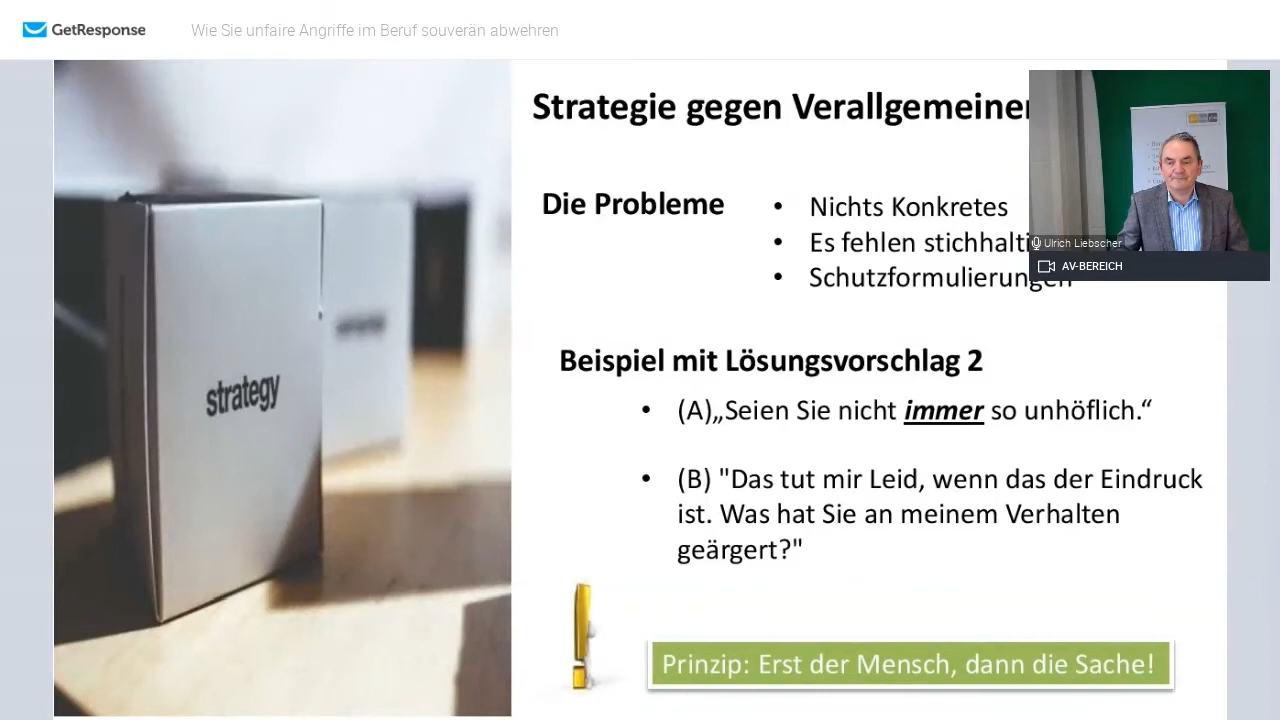 GetResponse
Wie Sie unfaire Angriffe im Beruf souverän abwehren
Strategie gegen Verallgemeiner
Die Probleme
• Nichts Konkretes
• Es fehlen stichhalti
• Schutzformulierungen
Ulrich Liebscher
AV-BEREICH
strategy
Beispiel mit Lösungsvorschlag 2
• (A)„Seien Sie nicht immer so unhöflich.“
• (B) "Das tut mir Leid, wenn das der Eindruck
ist. Was hat Sie an meinem Verhalten
geärgert?"
Prinzip: Erst der Mensch, dann die Sache!